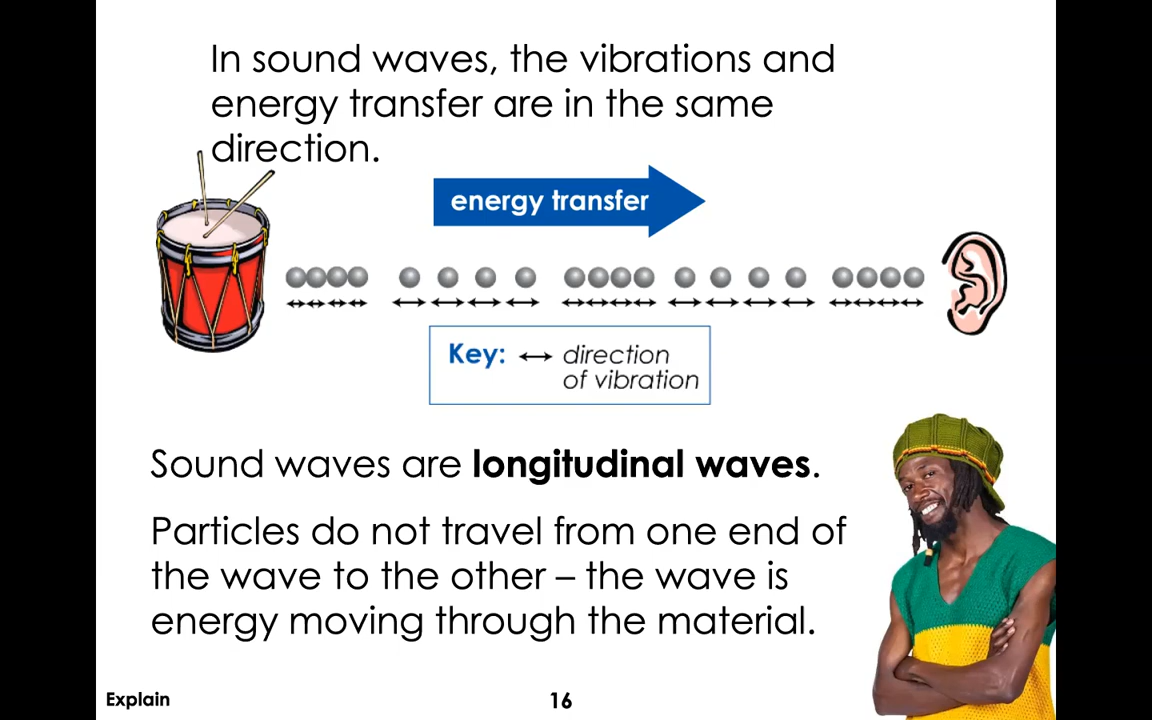 In sound waves, the vibrations and
energy transfer are in the same
direction.
energy transfer
Key: ↔ direction
of vibration
Sound waves are longitudinal waves.
Particles do not travel from one end of
the wave to the other – the wave is
energy moving through the material.
Explain
16